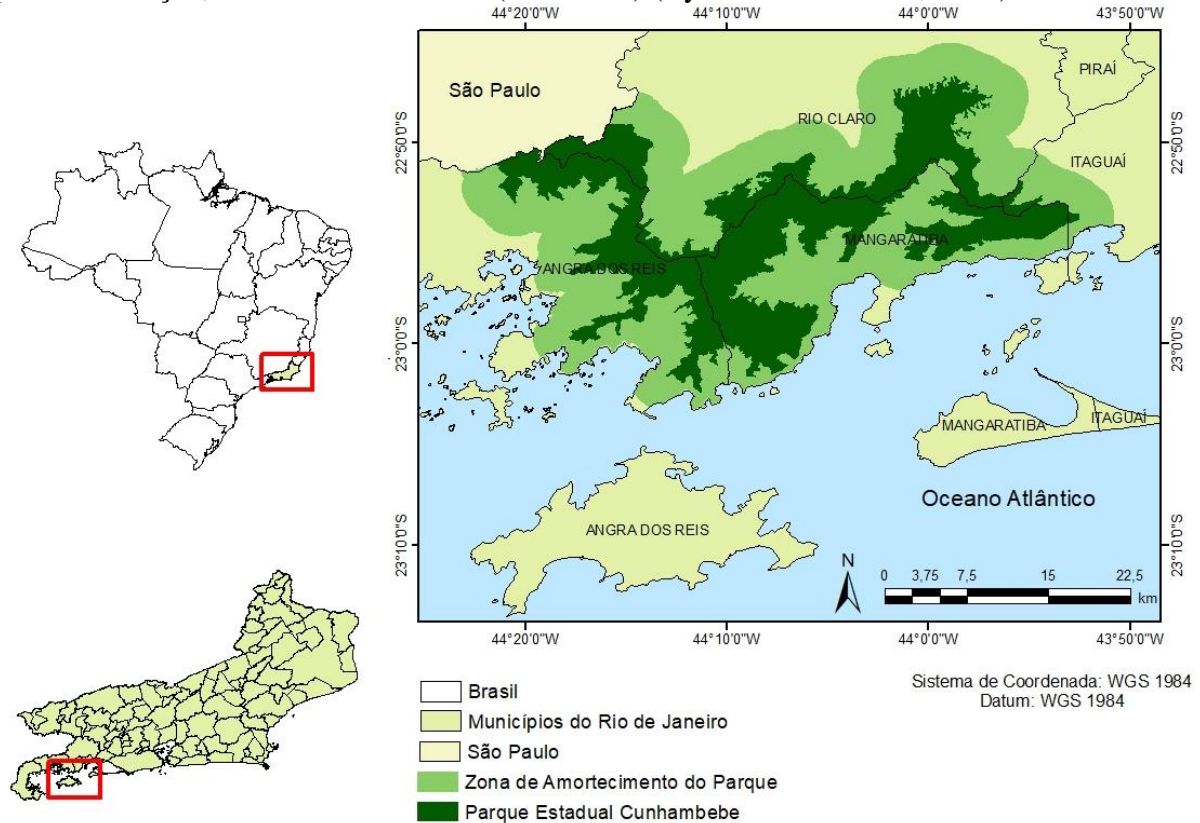 44°20'0"W 44°10'0"W 44°0'0"W 43°50'0"W
São Paulo
PIRAÍ
RIO CLARO
ITAGUAÍ
22°50'0"S 22°50'0"S
MANGARATIBA
ANGRA DOS REIS
23°0'0"S 23°0'0"S
MANGARATIBA
ITAGUAÍ
Oceano Atlântico
ANGRA DOS REIS
23°10'0"S 23°10'0"S
N
0 3,75 7,5 15 22,5
km
44°20'0"W 44°10'0"W 44°0'0"W 43°50'0"W
Sistema de Coordenada: WGS 1984
Datum: WGS 1984
Brasil
Municípios do Rio de Janeiro
São Paulo
Zona de Amortecimento do Parque
Parque Estadual Cunhambebe